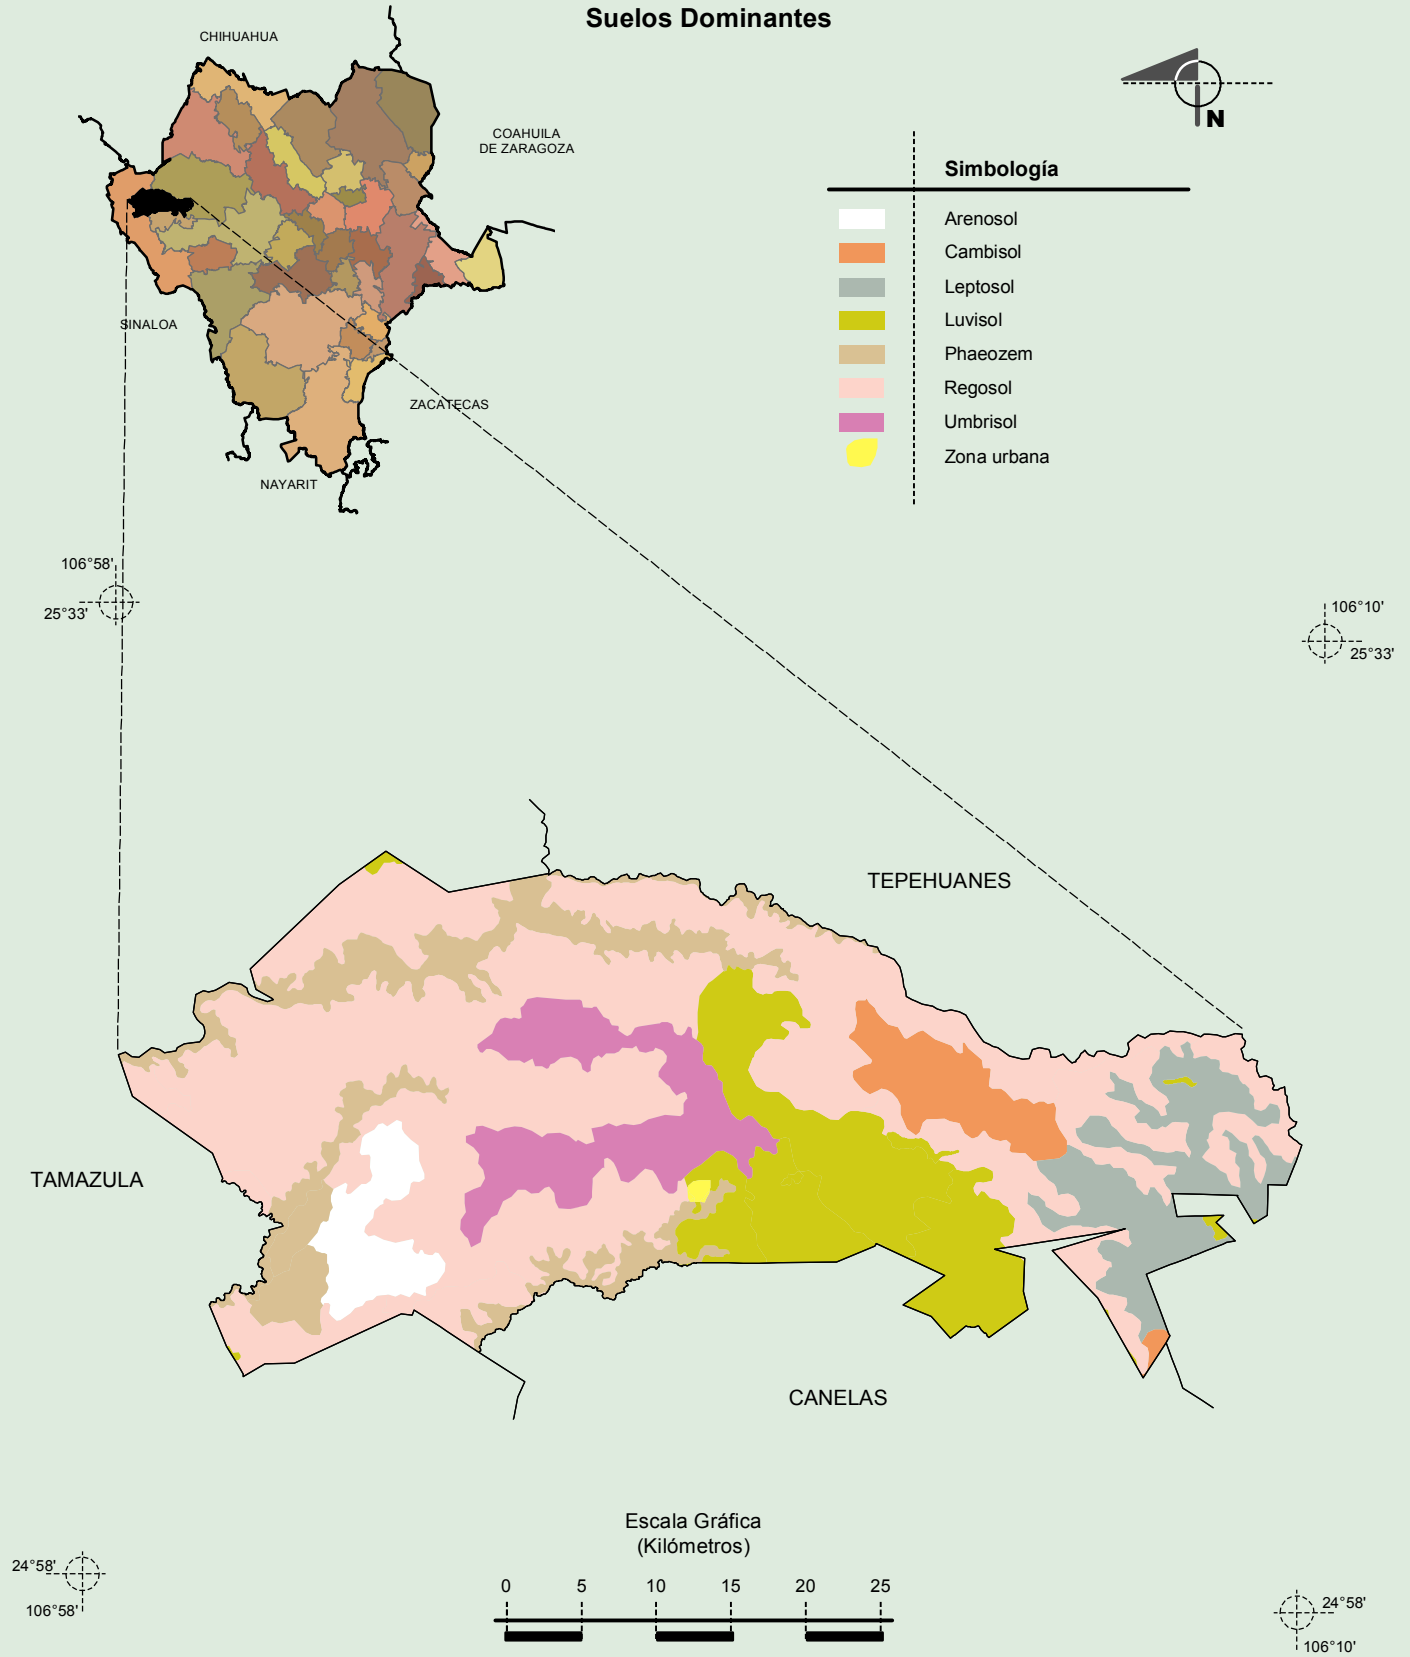 Suelos Dominantes
CHIHUAHUA
COAHUILA
DE ZARAGOZA
SINALOA
ZACATECAS
NAYARIT
N
Simbología
Arenosol
Cambisol
Leptosol
Luvisol
Phaeozem
Regosol
Umbrisol
Zona urbana
106°58'
25°33'
106°10'
25°33'
TEPEHUANES
TAMAZULA
CANELAS
Escala Gráfica
(Kilómetros)
0 5 10 15 20 25
24°58'
106°58'
24°58'
106°10'